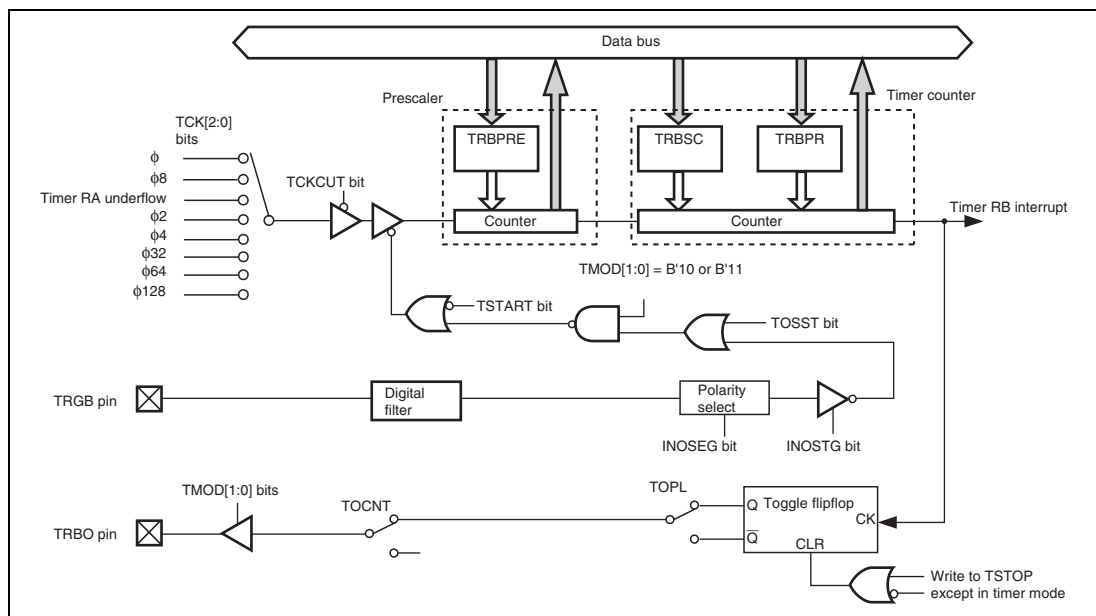 Data bus
Prescaler
Timer counter
TCK[2:0]
bits
TRBPRE
TRBSC
TRBPR
φ
φ8
Timer RA underflow
φ2
φ4
φ32
φ64
φ128
TCKCUT bit
Counter
Counter
Timer RB interrupt
TMOD[1:0] = B'10 or B'11
TSTART bit
TOSST bit
TRGB pin
Digital
filter
Polarity
select
INOSEG bit
INOSTG bit
TMOD[1:0] bits
TOCNT
TOPL
Q
Toggle flipflop
CK
Q̅
CLR
TRBO pin
Write to TSTOP
except in timer mode